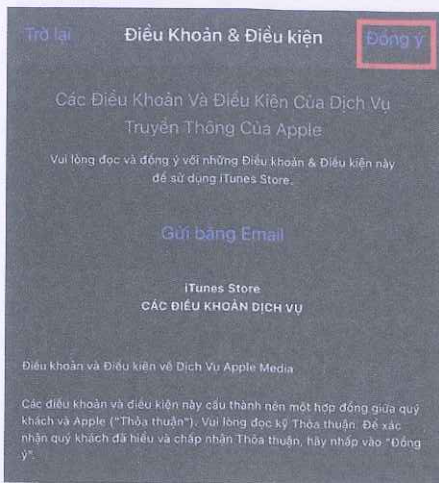 Trở lại Điều Khoản & Điều kiện Đồng ý
Các Điều Khoản Và Điều Kiện Của Dịch Vụ
Truyền Thông Của Apple
Vui lòng đọc và đồng ý với những Điều khoản & Điều kiện này
để sử dụng iTunes Store.
Gửi bằng Email
iTunes Store
CÁC ĐIỀU KHOẢN DỊCH VỤ
Điều khoản và Điều kiện về Dịch Vụ Apple Media
Các điều khoản và điều kiện này cấu thành nên một hợp đồng giữa quý
khách và Apple ("Thỏa thuận"). Vui lòng đọc kỹ Thỏa thuận. Để xác
nhận quý khách đã hiểu và chấp nhận Thỏa thuận, hãy nhấp vào "Đồng
ý".